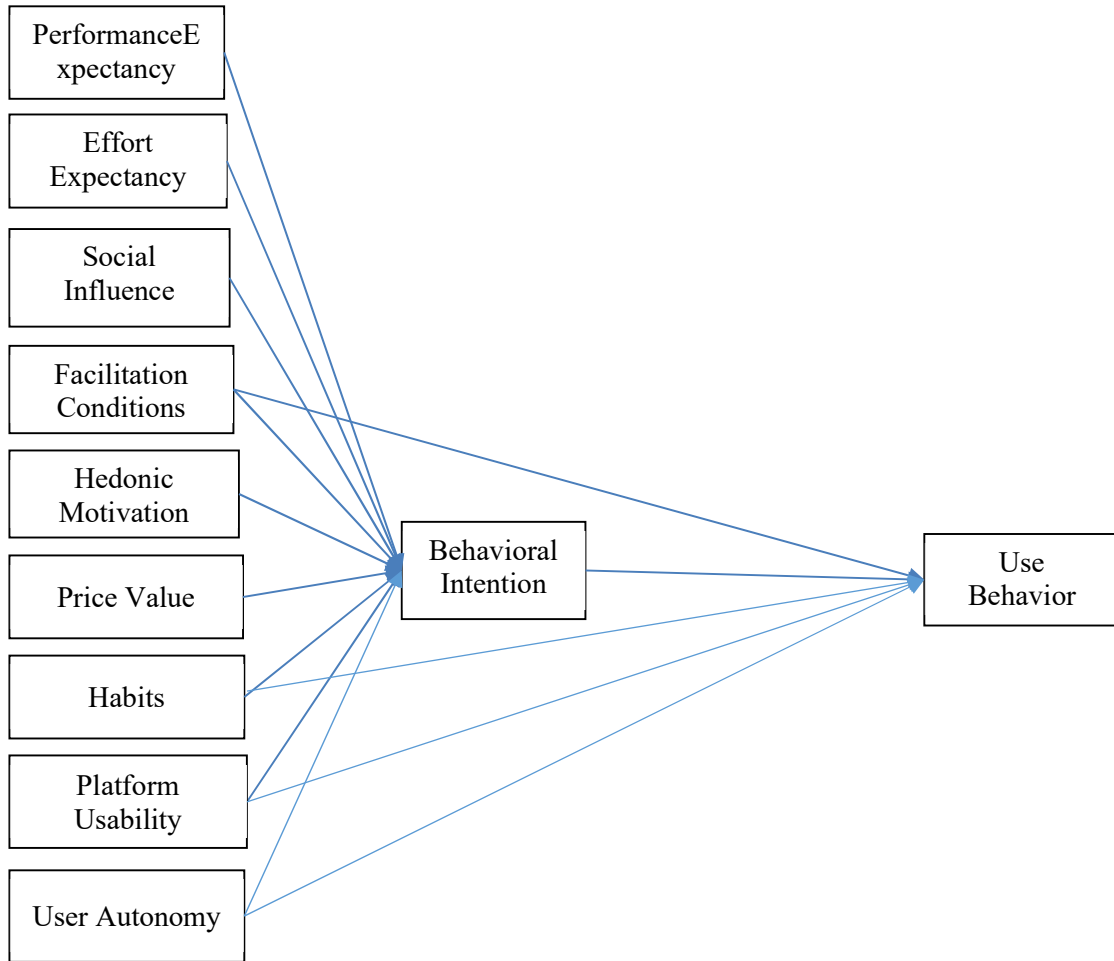 PerformanceE
xpectancy
Effort
Expectancy
Social
Influence
Facilitation
Conditions
Hedonic
Motivation
Behavioral
Intention
Use
Behavior
Price Value
Habits
Platform
Usability
User Autonomy